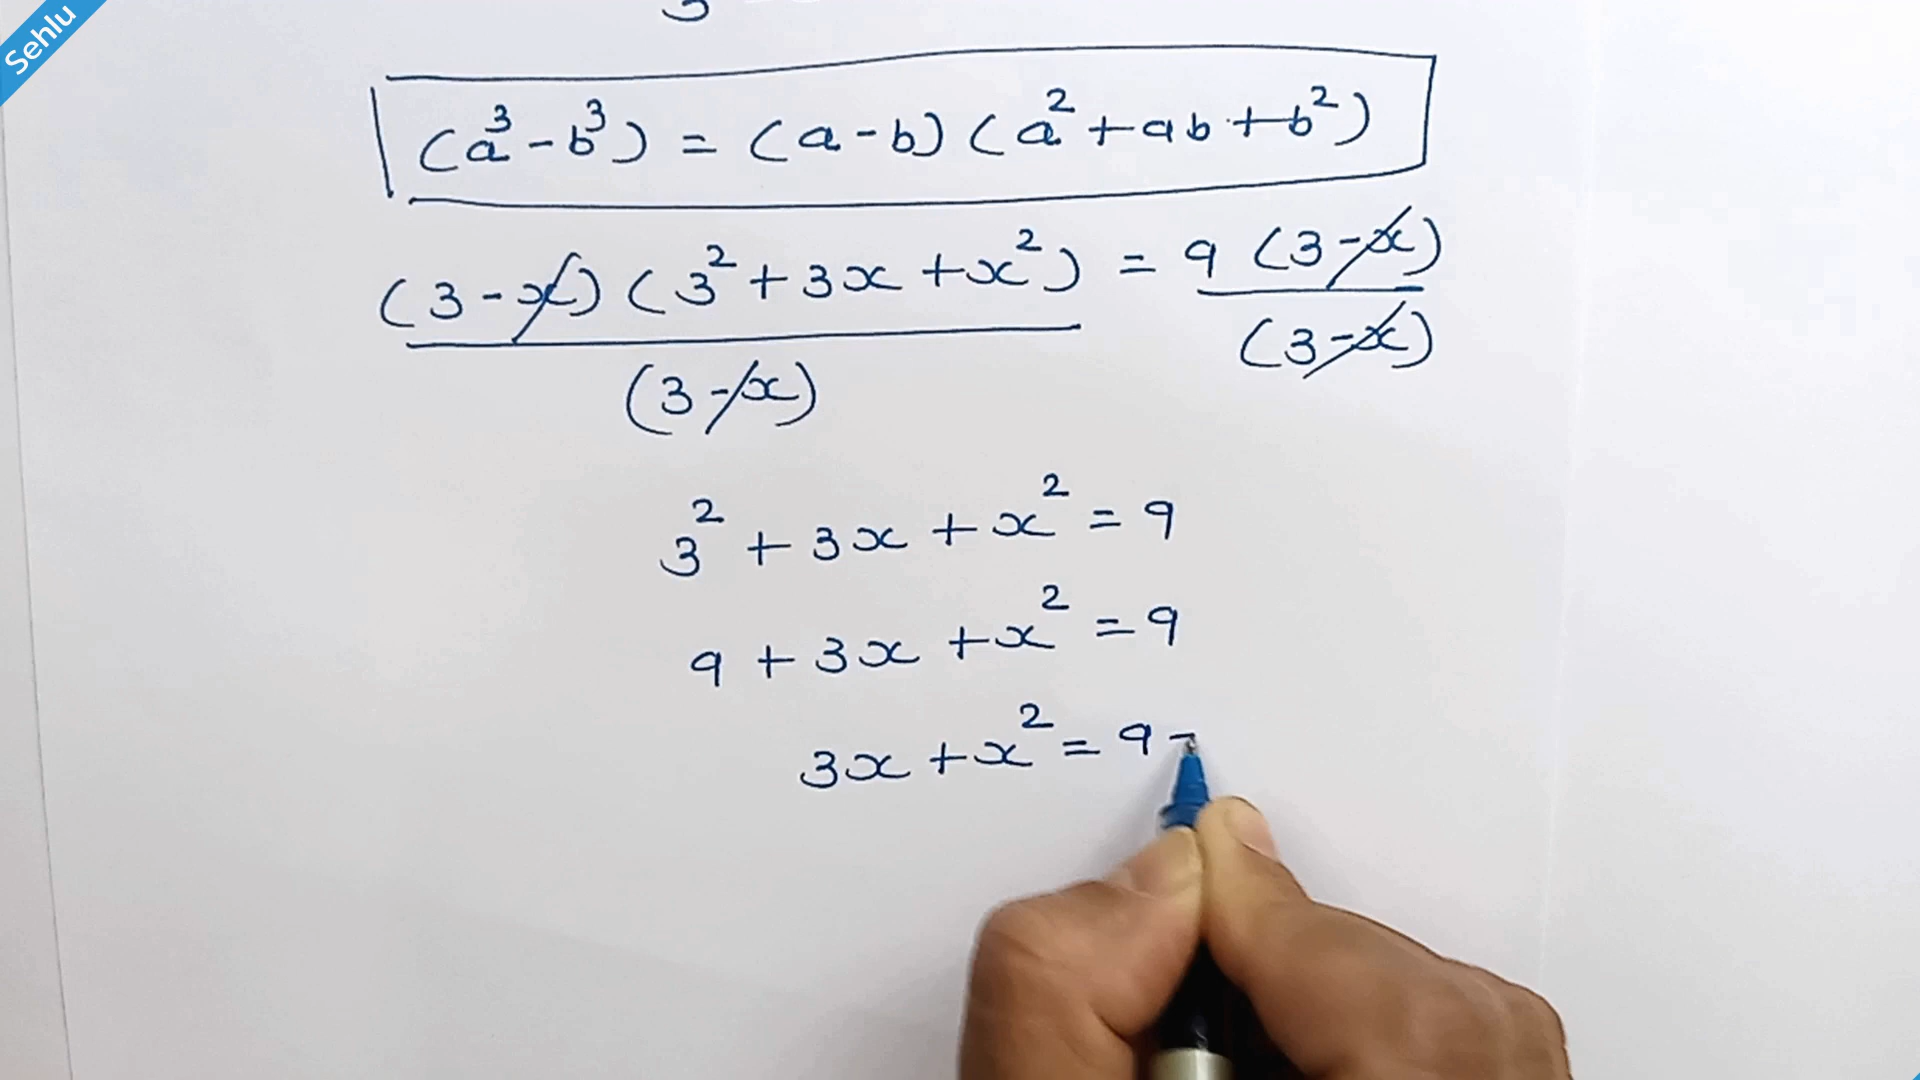 Sehlu
(a³ - b³) = (a - b) (a² + ab + b²)
(3 - x) (3² + 3x + x²) = 9 (3 - x)
(3 - x) (3 - x)
3² + 3x + x² = 9
9 + 3x + x² = 9
3x + x² = 9 -